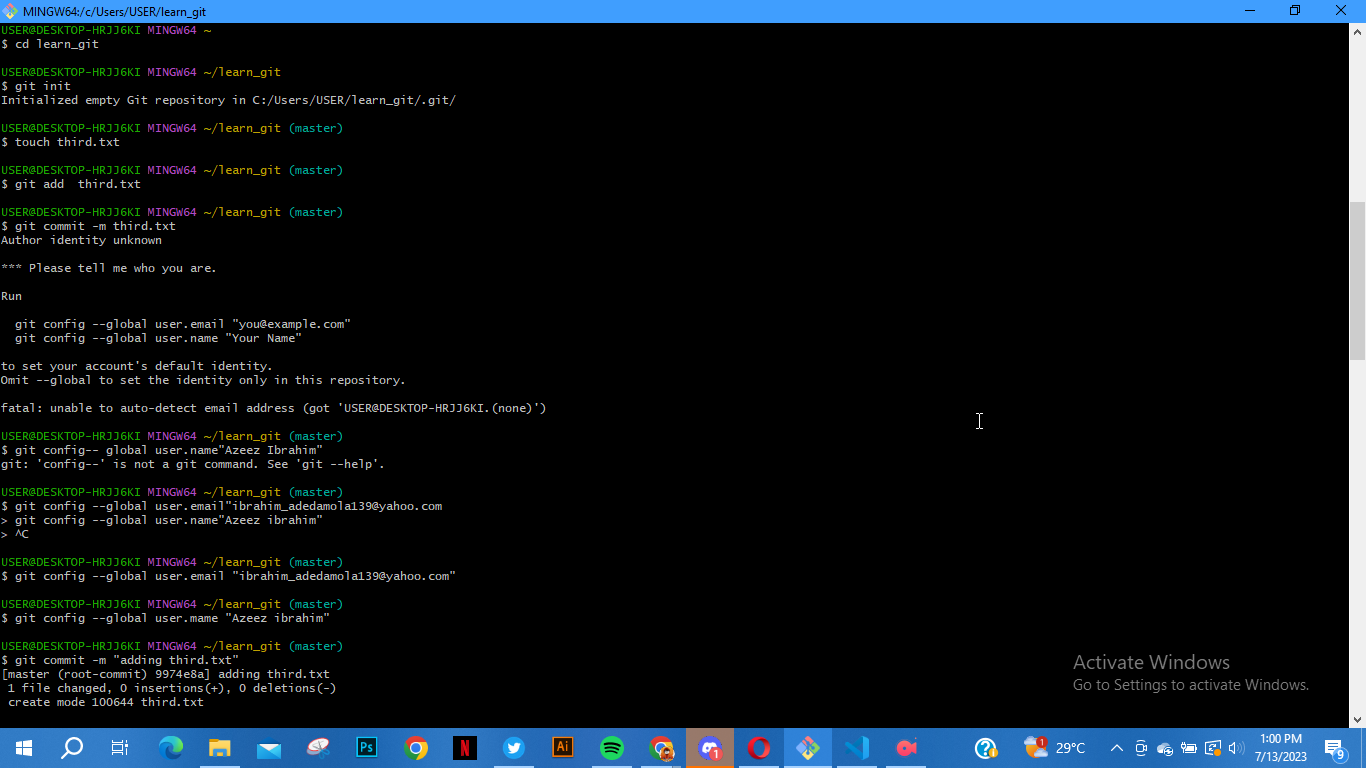 MINGW64:/c/Users/USER/learn_git
USER@DESKTOP-HRJJ6KI MINGW64 ~
$ cd learn_git
USER@DESKTOP-HRJJ6KI MINGW64 ~/learn_git
$ git init
Initialized empty Git repository in C:/Users/USER/learn_git/.git/
USER@DESKTOP-HRJJ6KI MINGW64 ~/learn_git (master)
$ touch third.txt
USER@DESKTOP-HRJJ6KI MINGW64 ~/learn_git (master)
$ git add  third.txt
USER@DESKTOP-HRJJ6KI MINGW64 ~/learn_git (master)
$ git commit -m third.txt
Author identity unknown
*** Please tell me who you are.
Run
  git config --global user.email "you@example.com"
  git config --global user.name "Your Name"
to set your account's default identity.
Omit --global to set the identity only in this repository.
fatal: unable to auto-detect email address (got 'USER@DESKTOP-HRJJ6KI.(none)')
USER@DESKTOP-HRJJ6KI MINGW64 ~/learn_git (master)
$ git config-- global user.name"Azeez Ibrahim"
git: 'config--' is not a git command. See 'git --help'.
USER@DESKTOP-HRJJ6KI MINGW64 ~/learn_git (master)
$ git config --global user.email"ibrahim_adedamola139@yahoo.com
> git config --global user.name"Azeez ibrahim"
> ^C
USER@DESKTOP-HRJJ6KI MINGW64 ~/learn_git (master)
$ git config --global user.email "ibrahim_adedamola139@yahoo.com"
USER@DESKTOP-HRJJ6KI MINGW64 ~/learn_git (master)
$ git config --global user.mame "Azeez ibrahim"
USER@DESKTOP-HRJJ6KI MINGW64 ~/learn_git (master)
$ git commit -m "adding third.txt"
[master (root-commit) 9974e8a] adding third.txt
 1 file changed, 0 insertions(+), 0 deletions(-)
 create mode 100644 third.txt
Activate Windows
Go to Settings to activate Windows.
Ps
N
Ai
1
1
29°C
1:00 PM
7/13/2023
9